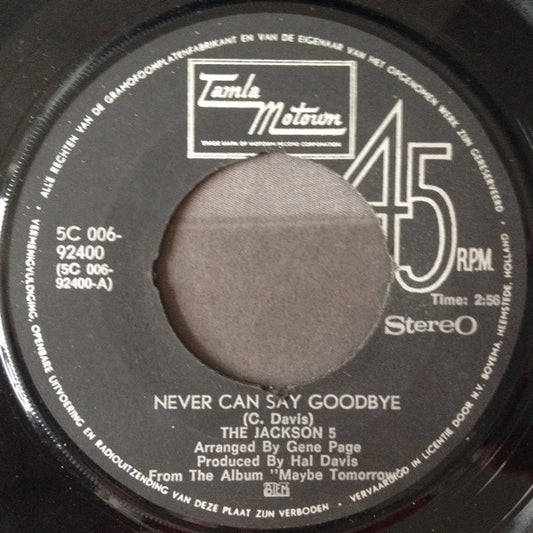 ALLE RECHTEN VAN DE GRAMOFOONPLATENFABRIKANT EN VAN DE EIGENAAR VAN HET OPGENOMEN WERK ZIJN GERESERVEERD
Tamla
Motown
TRADE MARK OF MOTOWN RECORD CORPORATION
45
R.P.M.
5C 006-
92400
(5C 006-
92400-A)
Time: 2:56
Stereo
NEVER CAN SAY GOODBYE
(C. Davis)
THE JACKSON 5
Arranged By Gene Page
Produced By Hal Davis
From The Album "Maybe Tomorrow"
BIEM
VERMENIGVULDIGING, OPENBARE UITVOERING EN RADIOUITZENDING VAN DEZE PLAAT ZIJN VERBODEN · VERVAARDIGD IN LICENTIE DOOR N.V. BOVEMA, HEEMSTEDE, HOLLAND